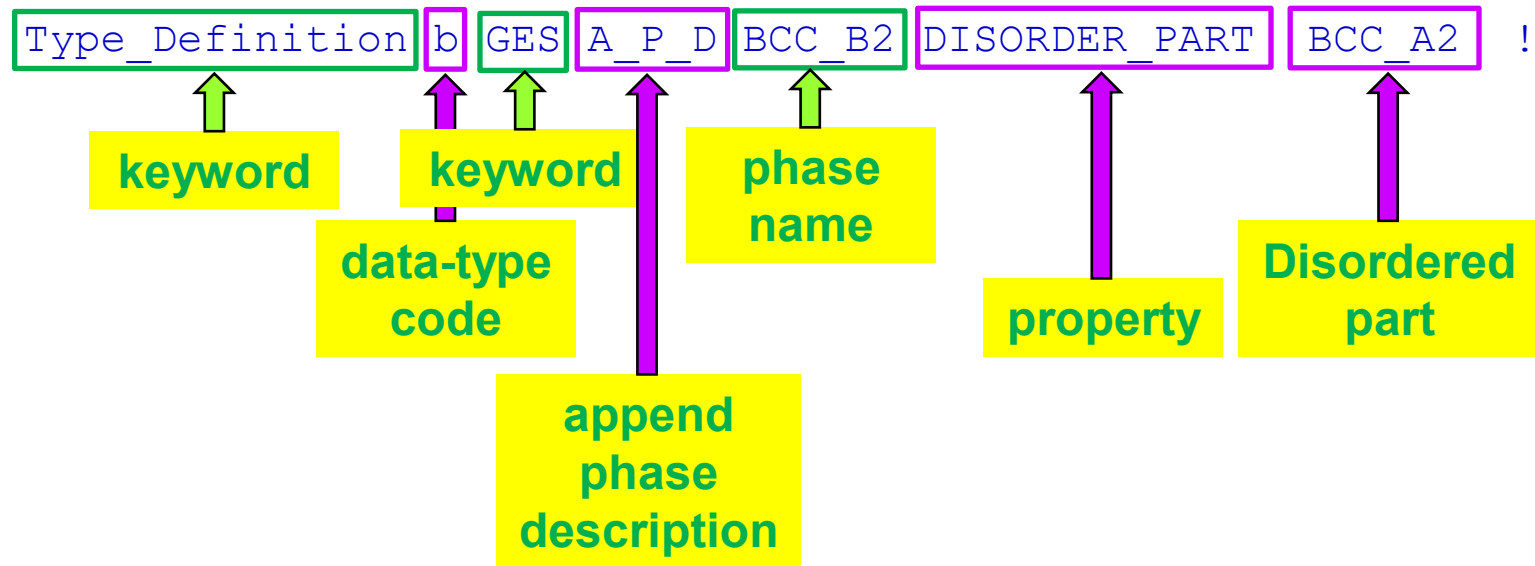 Type_Definition b GES A_P_D BCC_B2 DISORDER_PART BCC_A2 !
keyword
keyword
phase
name
data-type
code
property
Disordered
part
append
phase
description